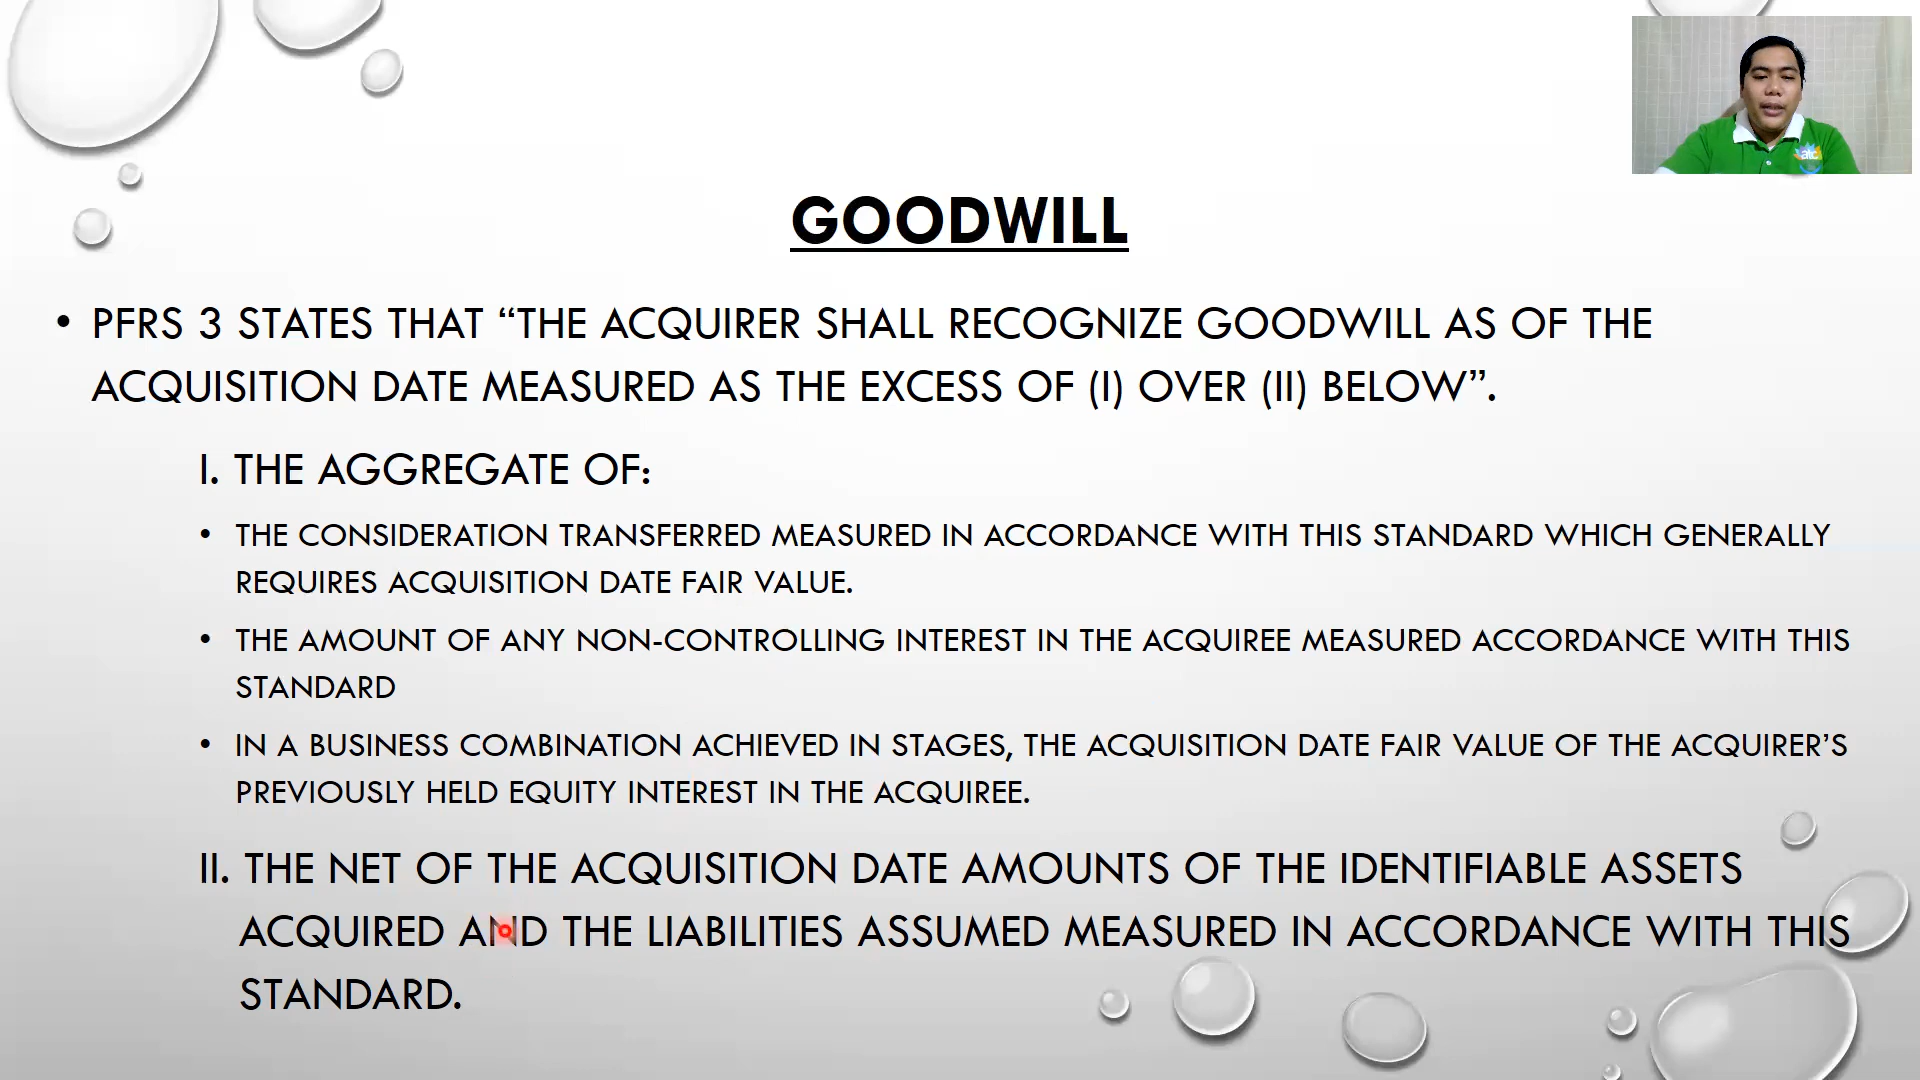 GOODWILL
• PFRS 3 STATES THAT “THE ACQUIRER SHALL RECOGNIZE GOODWILL AS OF THE
ACQUISITION DATE MEASURED AS THE EXCESS OF (I) OVER (II) BELOW”.
I. THE AGGREGATE OF:
• THE CONSIDERATION TRANSFERRED MEASURED IN ACCORDANCE WITH THIS STANDARD WHICH GENERALLY
REQUIRES ACQUISITION DATE FAIR VALUE.
• THE AMOUNT OF ANY NON-CONTROLLING INTEREST IN THE ACQUIREE MEASURED ACCORDANCE WITH THIS
STANDARD
• IN A BUSINESS COMBINATION ACHIEVED IN STAGES, THE ACQUISITION DATE FAIR VALUE OF THE ACQUIRER’S
PREVIOUSLY HELD EQUITY INTEREST IN THE ACQUIREE.
II. THE NET OF THE ACQUISITION DATE AMOUNTS OF THE IDENTIFIABLE ASSETS
ACQUIRED AND THE LIABILITIES ASSUMED MEASURED IN ACCORDANCE WITH THIS
STANDARD.
atc